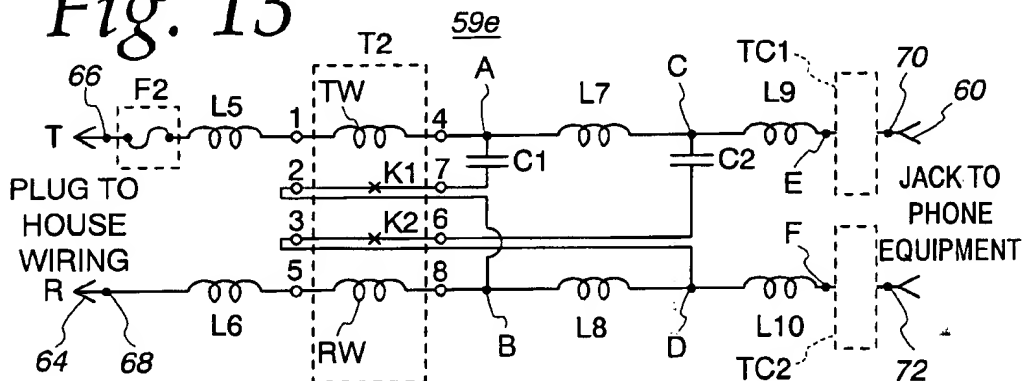 Fig. 13
59e
66
F2
L5
T2
TW
1
4
A
L7
C
L9
TC1
70
60
T
2
K1
7
C1
C2
E
PLUG TO
HOUSE
WIRING
3
K2
6
F
JACK TO
PHONE
EQUIPMENT
R
5
8
64
68
L6
RW
B
L8
D
L10
TC2
72